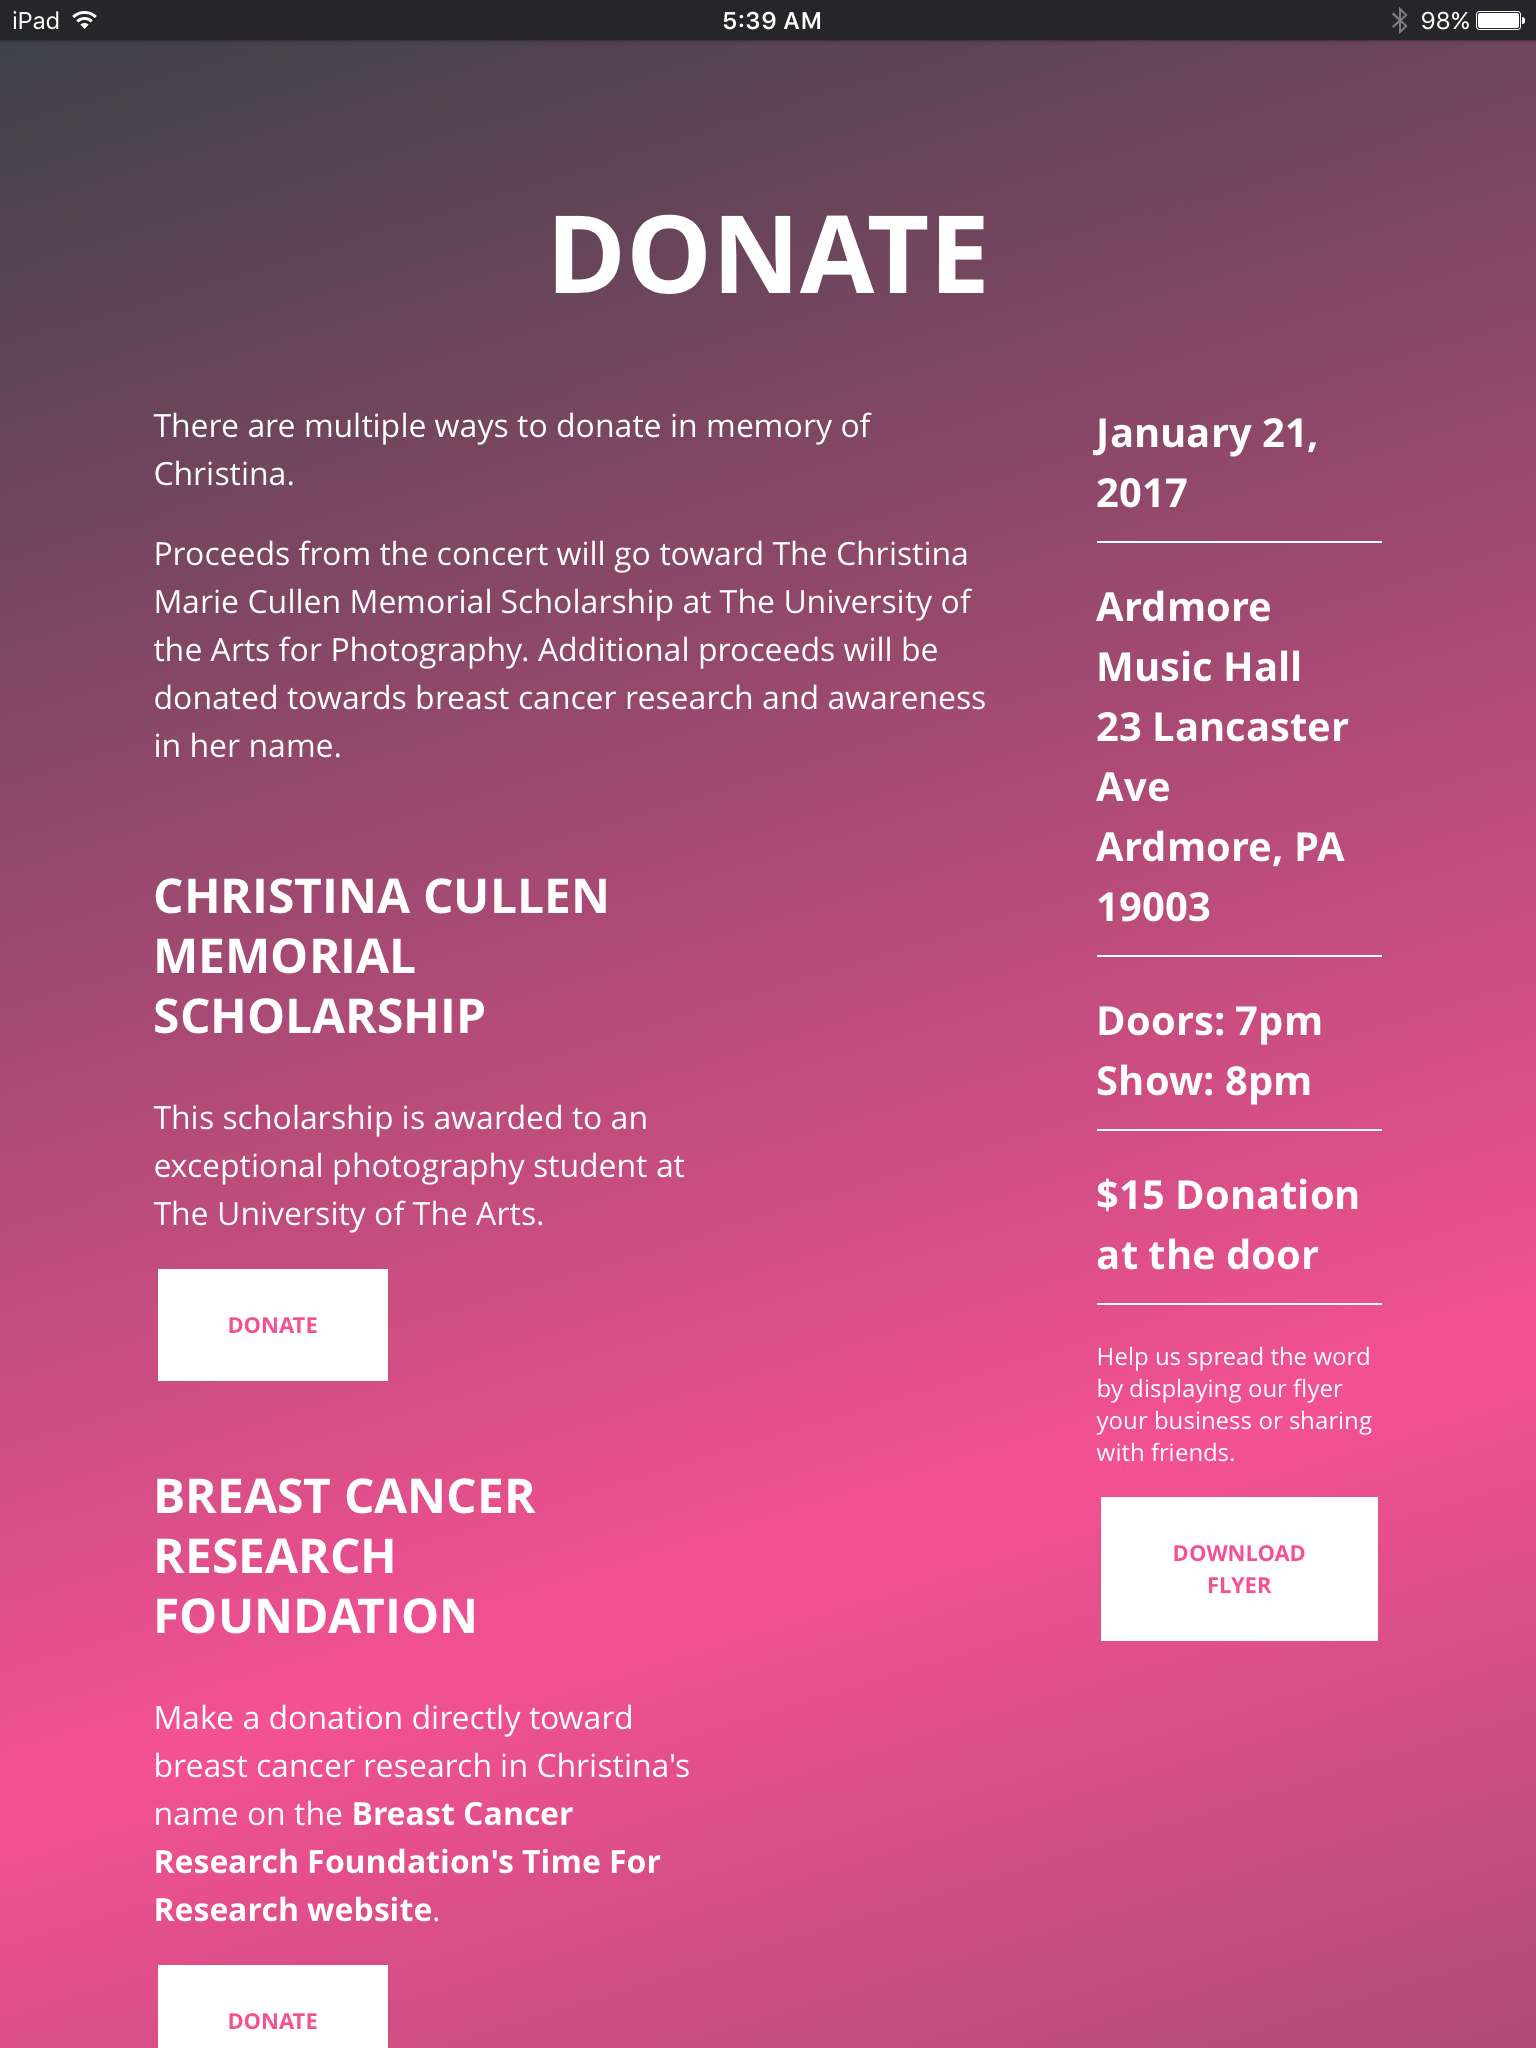 iPad
5:39 AM
98%
DONATE
There are multiple ways to donate in memory of
Christina.
Proceeds from the concert will go toward The Christina
Marie Cullen Memorial Scholarship at The University of
the Arts for Photography. Additional proceeds will be
donated towards breast cancer research and awareness
in her name.
CHRISTINA CULLEN
MEMORIAL
SCHOLARSHIP
This scholarship is awarded to an
exceptional photography student at
The University of The Arts.
DONATE
BREAST CANCER
RESEARCH
FOUNDATION
Make a donation directly toward
breast cancer research in Christina's
name on the Breast Cancer
Research Foundation's Time For
Research website.
DONATE
January 21,
2017
Ardmore
Music Hall
23 Lancaster
Ave
Ardmore, PA
19003
Doors: 7pm
Show: 8pm
$15 Donation
at the door
Help us spread the word
by displaying our flyer
your business or sharing
with friends.
DOWNLOAD
FLYER